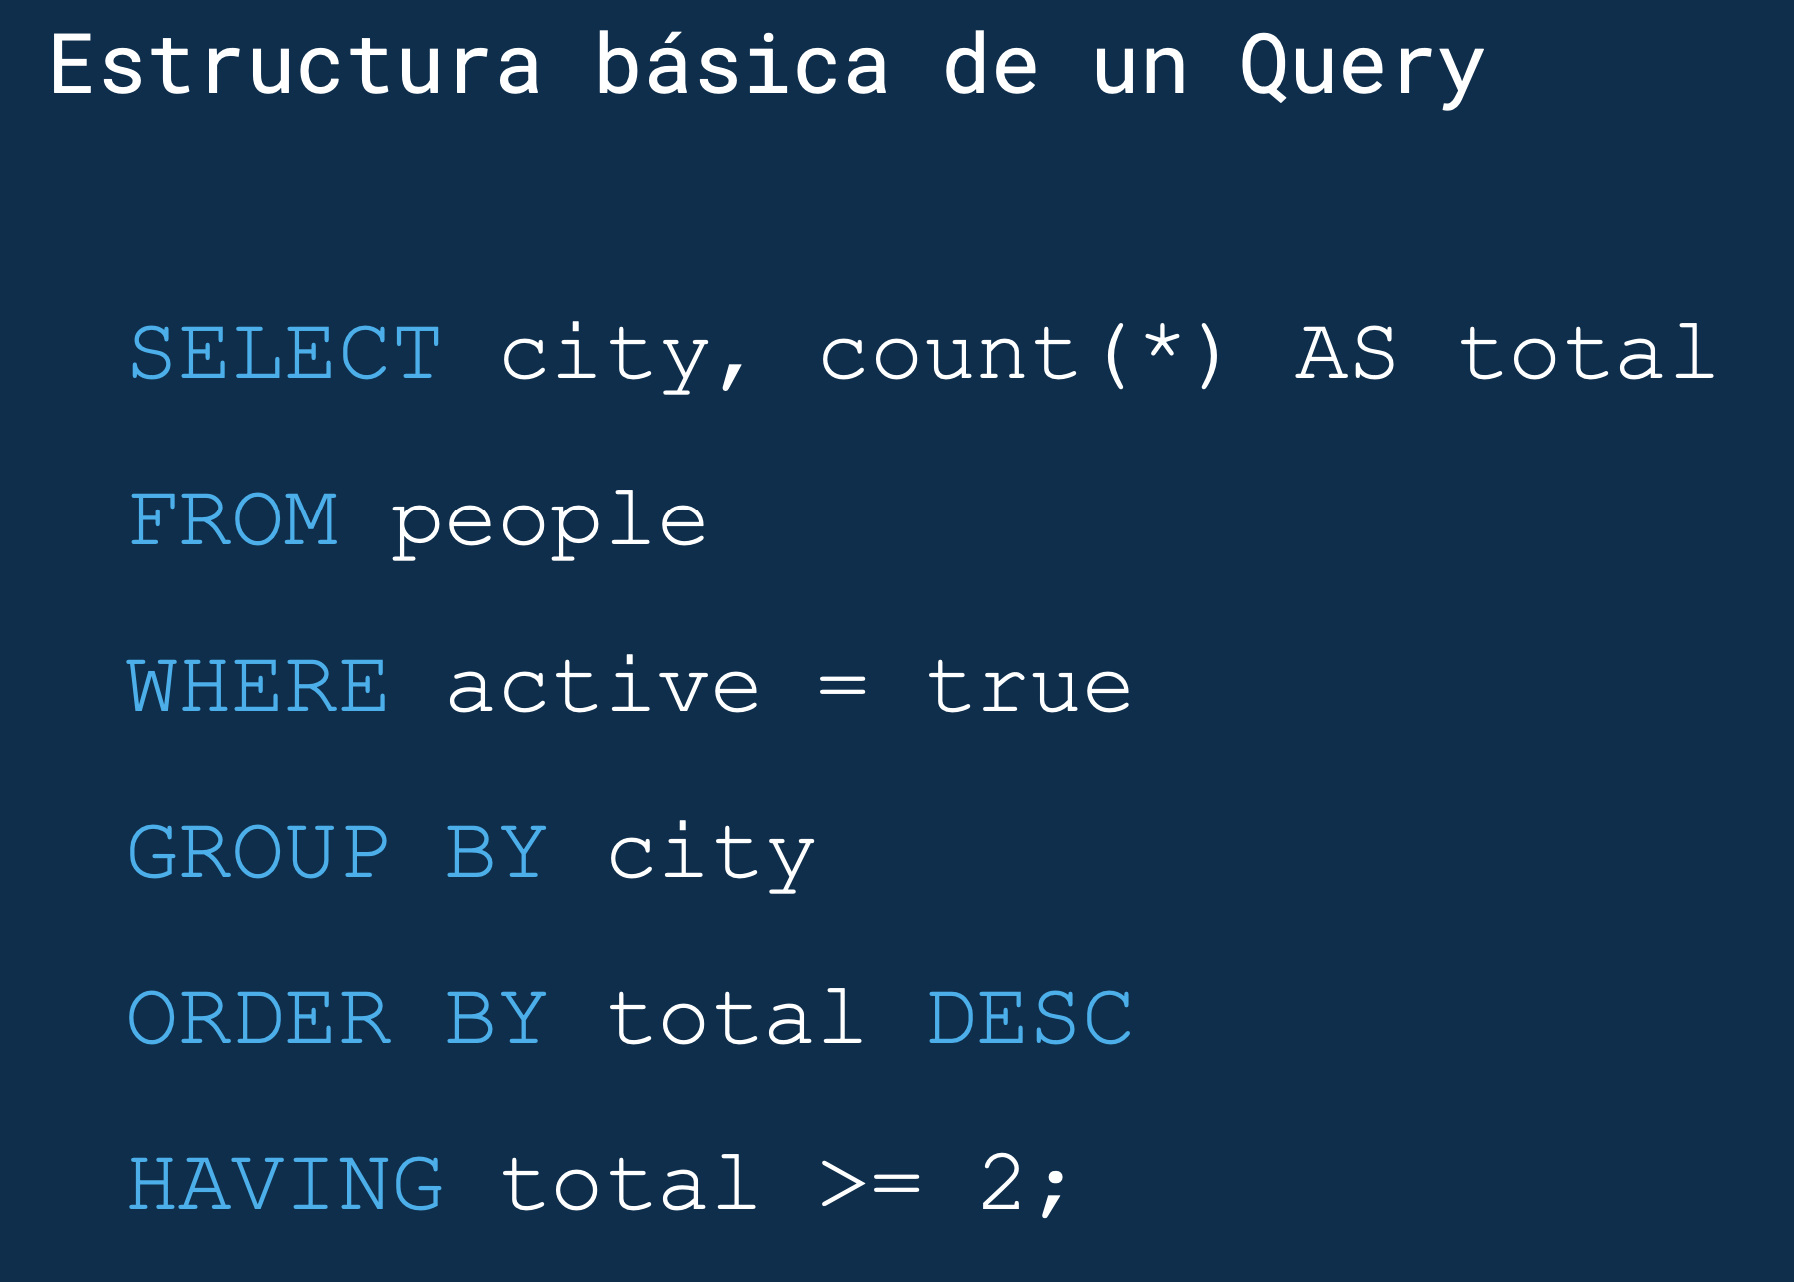 Estructura básica de un Query
SELECT city, count(*) AS total
FROM people
WHERE active = true
GROUP BY city
ORDER BY total DESC
HAVING total >= 2;